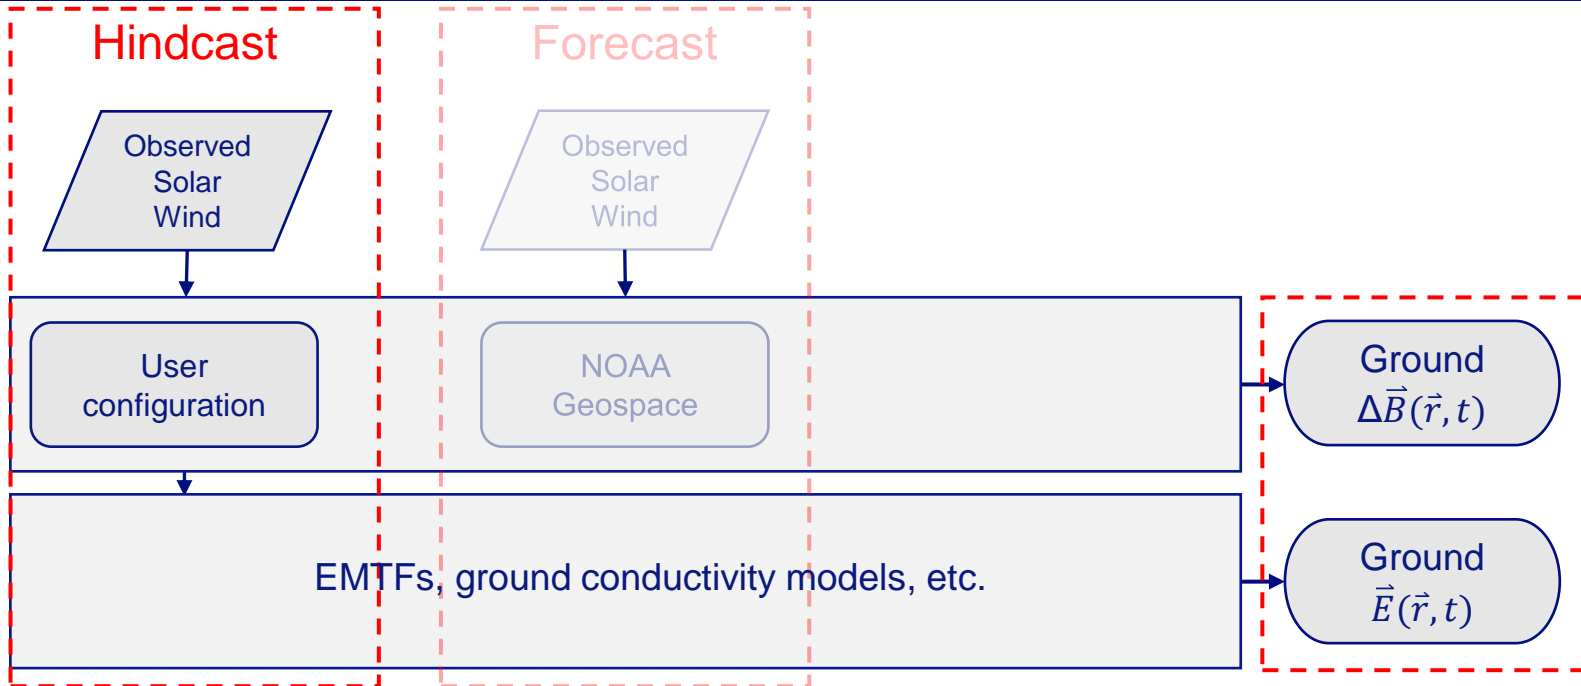 Hindcast
Forecast
Observed
Solar
Wind
Observed
Solar
Wind
User
configuration
NOAA
Geospace
Ground
Δ𝐵⃗(𝑟⃗, 𝑡)
EMTFs, ground conductivity models, etc.
Ground
𝐸⃗(𝑟⃗, 𝑡)